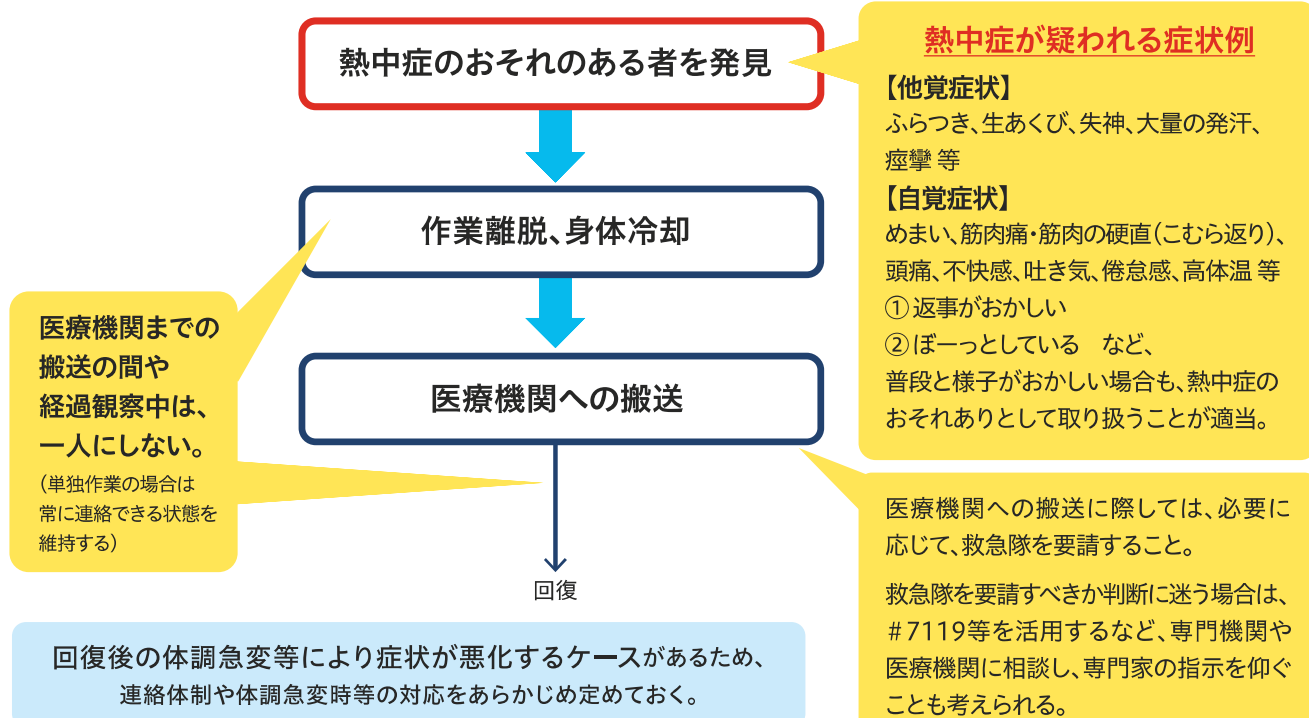 熱中症のおそれのある者を発見
熱中症が疑われる症状例
【他覚症状】
ふらつき、生あくび、失神、大量の発汗、
痙攣 等
【自覚症状】
めまい、筋肉痛・筋肉の硬直(こむら返り)、
頭痛、不快感、吐き気、倦怠感、高体温 等
①返事がおかしい
②ぼーっとしている　など、
普段と様子がおかしい場合も、熱中症の
おそれありとして取り扱うことが適当。
作業離脱、身体冷却
医療機関までの
搬送の間や
経過観察中は、
一人にしない。
(単独作業の場合は
常に連絡できる状態を
維持する)
医療機関への搬送
医療機関への搬送に際しては、必要に
応じて、救急隊を要請すること。
救急隊を要請すべきか判断に迷う場合は、
#7119等を活用するなど、専門機関や
医療機関に相談し、専門家の指示を仰ぐ
ことも考えられる。
回復
回復後の体調急変等により症状が悪化するケースがあるため、
連絡体制や体調急変時等の対応をあらかじめ定めておく。